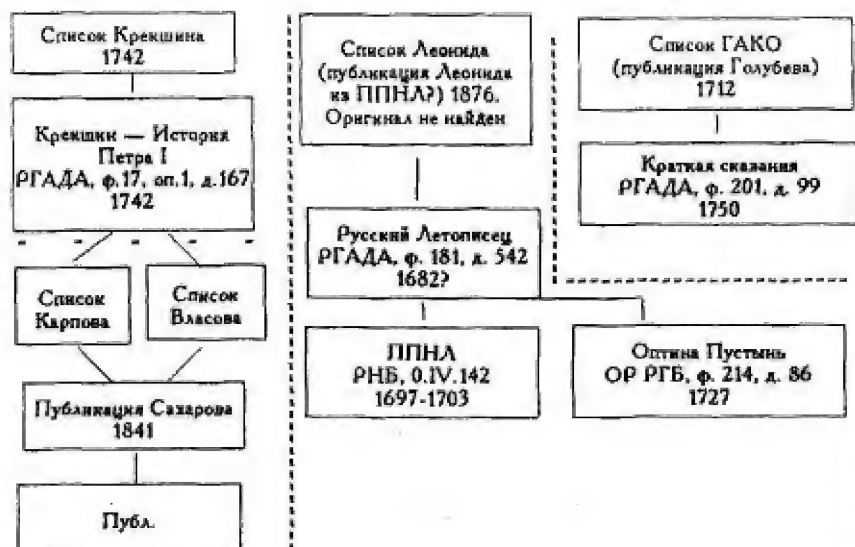 Список Крекшина
1742
Крекшин — История
Петра I
РГАДА, ф.17, оп.1, д.167
1742
Список
Карпова
Список
Власова
Публикация Сахарова
1841
Публ.
Список Леонида
(публикация Леонида
из ППНЛ?) 1876.
Оригинал не найден
Русский Летописец
РГАДА, ф. 181, д. 542
1682?
ППНЛ
РНБ, 0.IV.142
1697-1703
Оптина Пустынь
ОР РГБ, ф. 214, д. 86
1727
Список ГАКО
(публикация Голубева)
1712
Краткая сказания
РГАДА, ф. 201, д. 99
1750